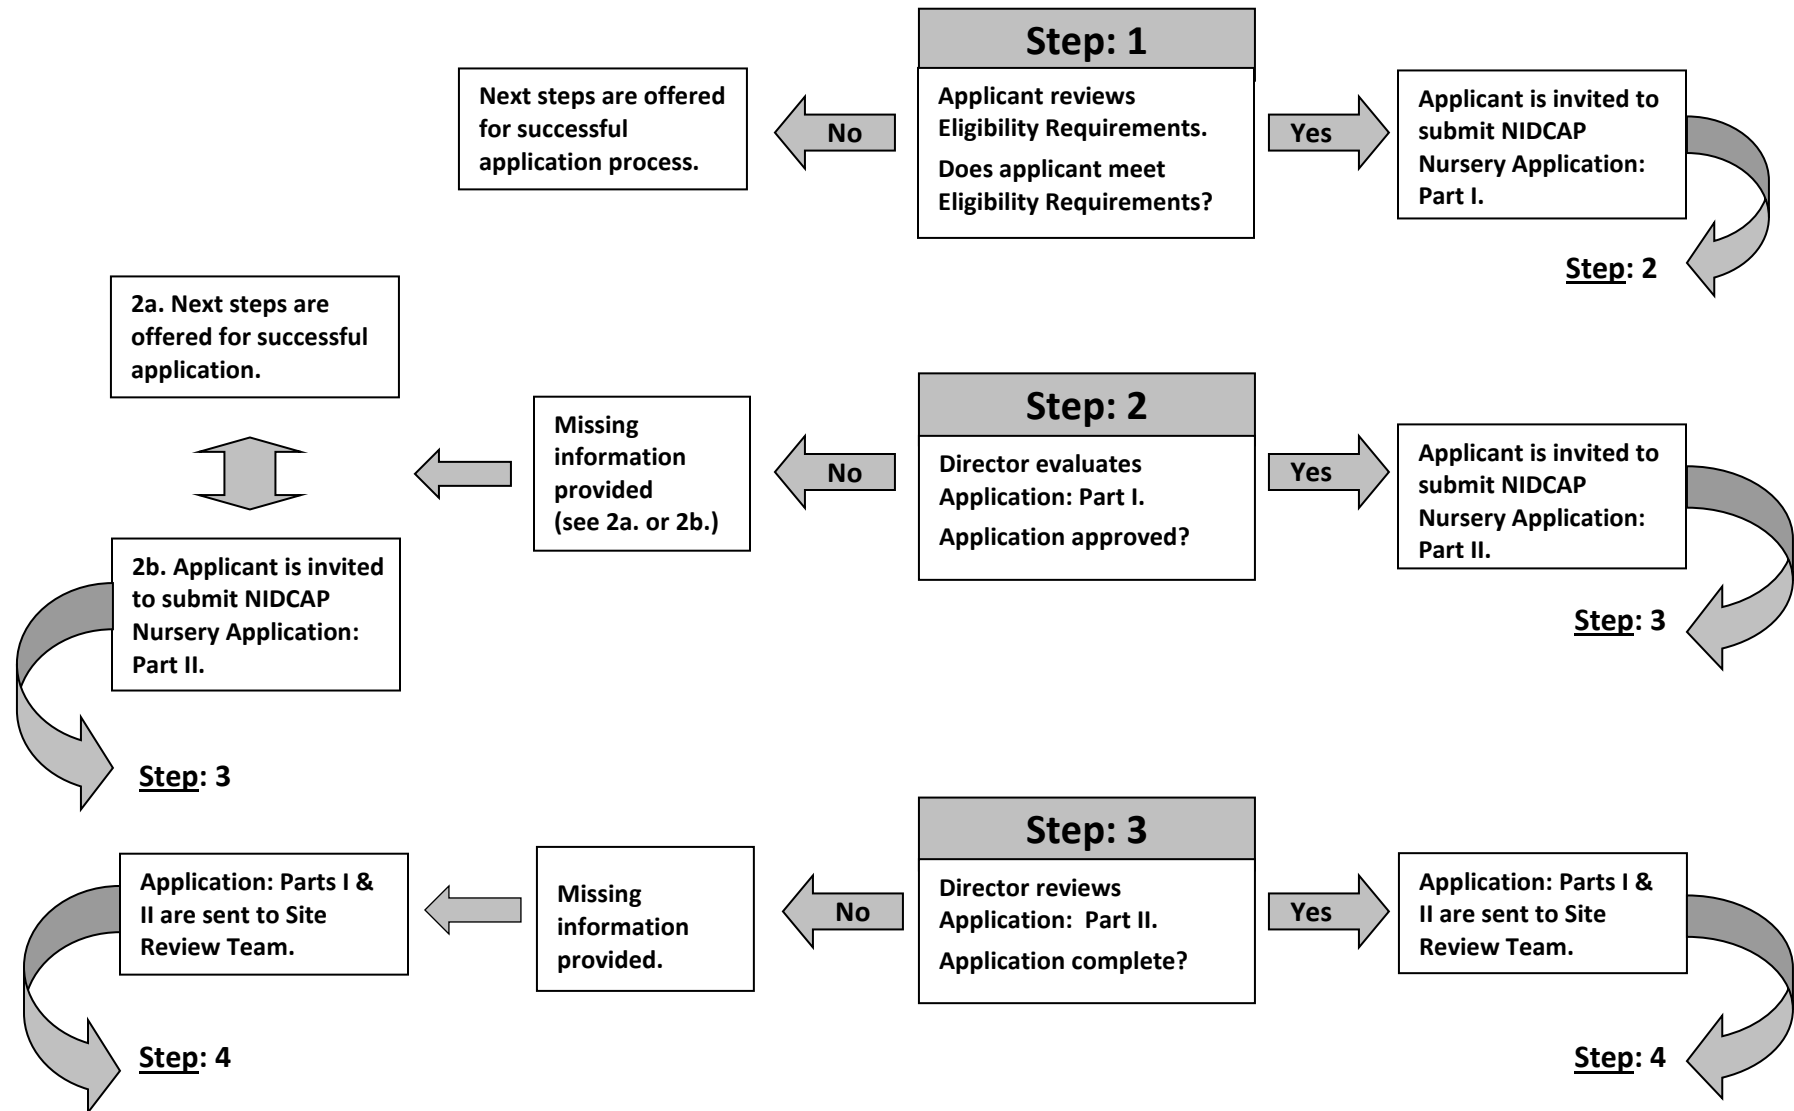 Step: 1
Next steps are offered
for successful
application process.
No
Applicant reviews
Eligibility Requirements.
Does applicant meet
Eligibility Requirements?
Yes
Applicant is invited to
submit NIDCAP
Nursery Application:
Part I.
Step: 2
2a. Next steps are
offered for successful
application.
Step: 2
Missing
information
provided
(see 2a. or 2b.)
No
Director evaluates
Application: Part I.
Application approved?
Yes
Applicant is invited to
submit NIDCAP
Nursery Application:
Part II.
Step: 3
2b. Applicant is invited
to submit NIDCAP
Nursery Application:
Part II.
Step: 3
Step: 3
Application: Parts I &
II are sent to Site
Review Team.
Missing
information
provided.
No
Director reviews
Application:  Part II.
Application complete?
Yes
Application: Parts I &
II are sent to Site
Review Team.
Step: 4
Step: 4